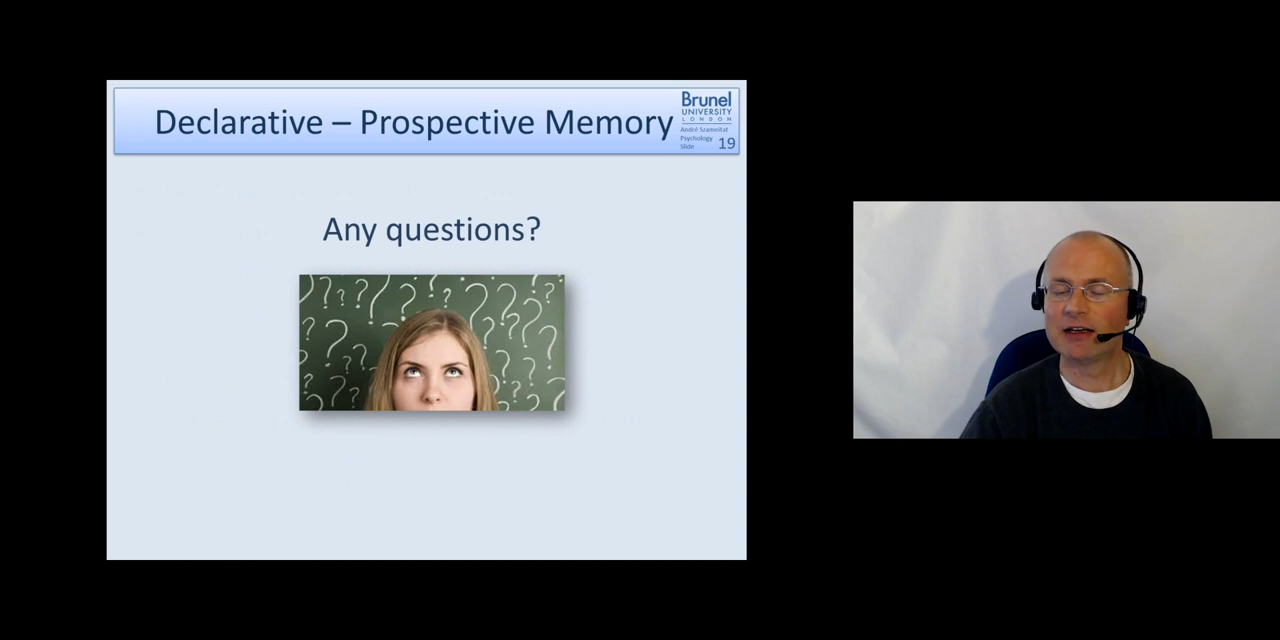 Declarative – Prospective Memory
Brunel
UNIVERSITY
LONDON
André Szameitat
Psychology
Slide 19
Any questions?